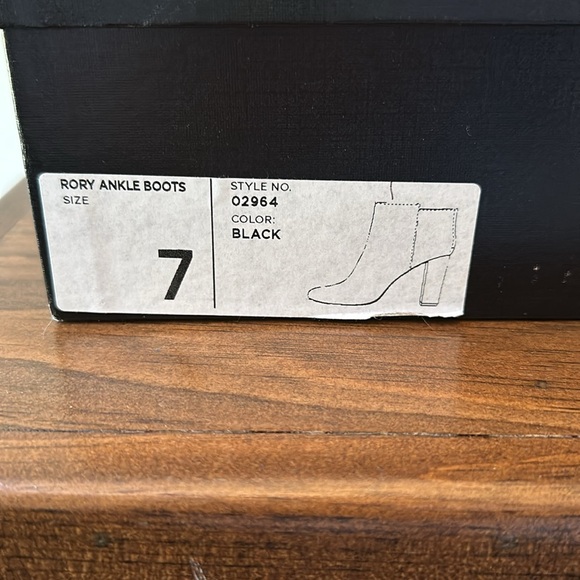 RORY ANKLE BOOTS
SIZE
7
STYLE NO.
02964
COLOR:
BLACK